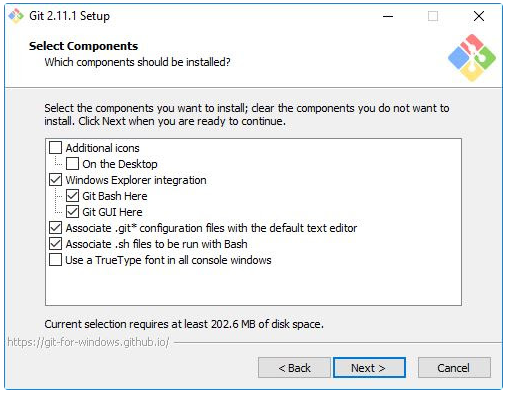 Git 2.11.1 Setup
Select Components
Which components should be installed?
Select the components you want to install; clear the components you do not want to
install. Click Next when you are ready to continue.
Additional icons
On the Desktop
Windows Explorer integration
Git Bash Here
Git GUI Here
Associate .git* configuration files with the default text editor
Associate .sh files to be run with Bash
Use a TrueType font in all console windows
Current selection requires at least 202.6 MB of disk space.
https://git-for-windows.github.io/
< Back
Next >
Cancel